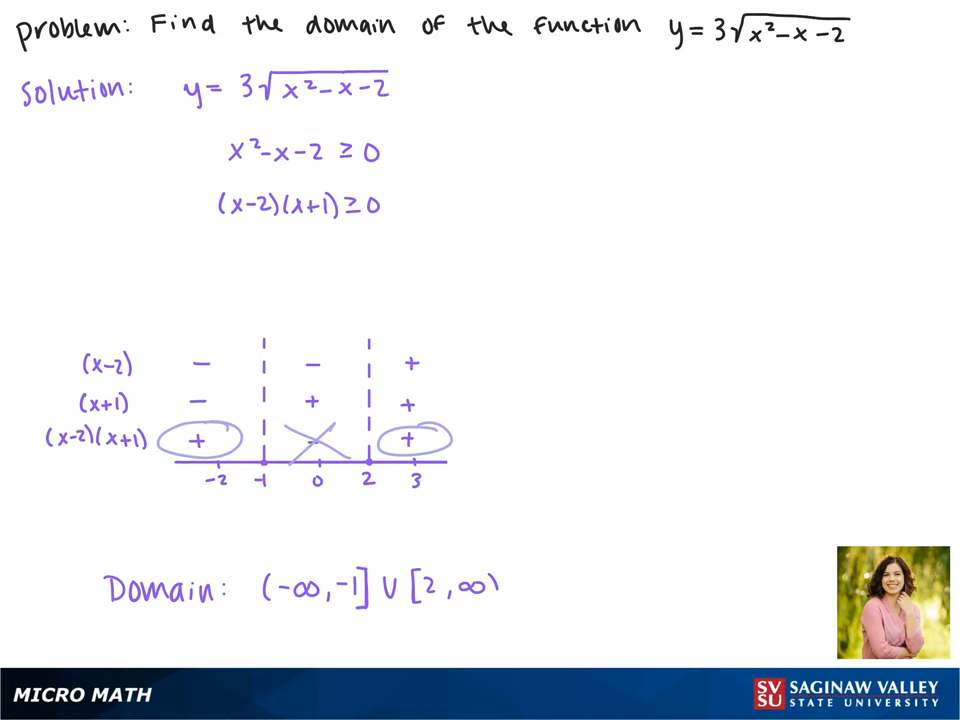 problem: Find the domain of the function y = 3√(x²-x-2)
Solution: y = 3√(x²-x-2)
x²-x-2 ≥ 0
(x-2)(x+1) ≥ 0
(x-2) - - +
(x+1) - + +
(x-2)(x+1) + - +
-2 -1 0 2 3
Domain: (-∞,-1] ∪ [2,∞)
MICRO MATH
SV SU SAGINAW VALLEY
STATE UNIVERSITY